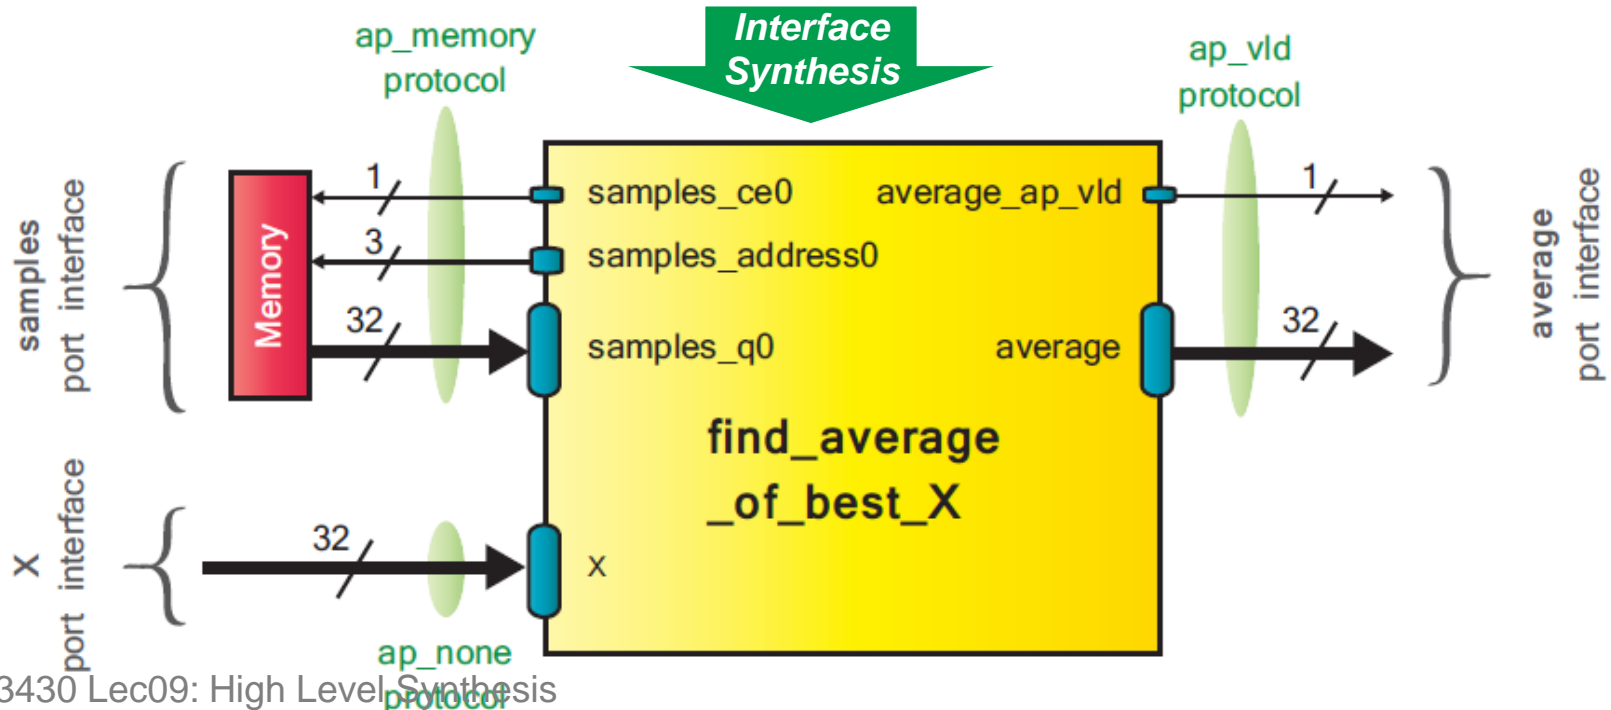 Interface
Synthesis
ap_memory
protocol
ap_vld
protocol
samples
port interface
Memory
1
3
32
samples_ce0
samples_address0
samples_q0
average_ap_vld
average
1
32
average
port interface
find_average
_of_best_X
X
port interface
32
X
ap_none
protocol
3430 Lec09: High Level Synthesis